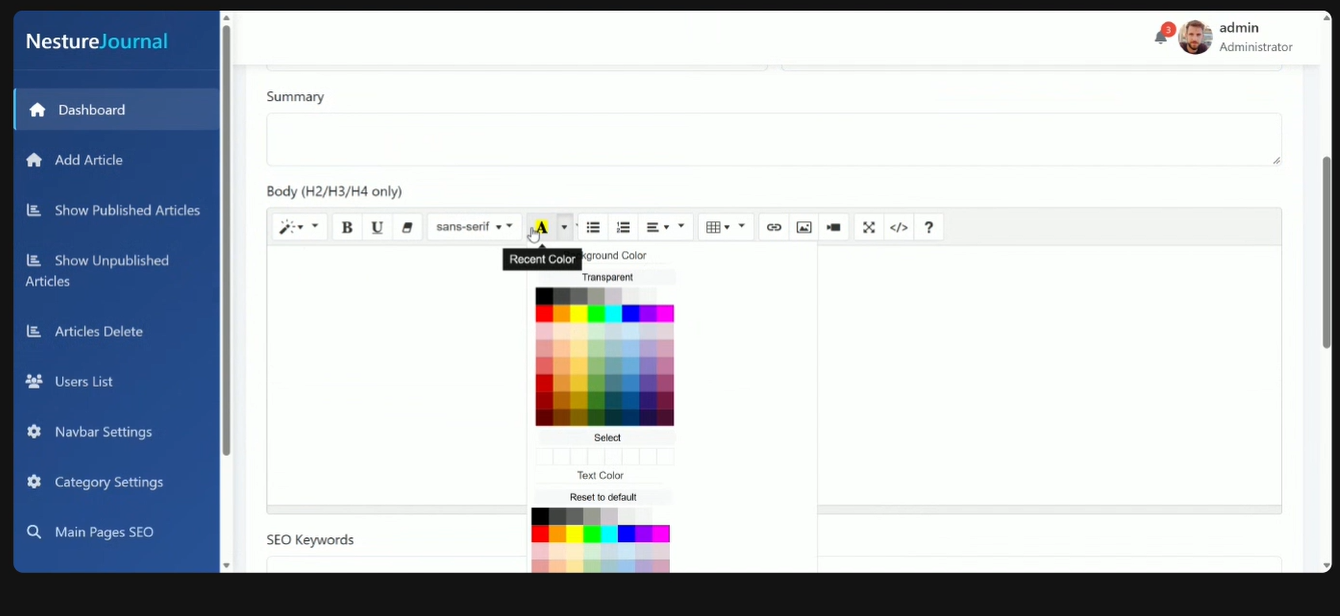 NestureJournal
3
admin
Administrator
Dashboard
Add Article
Show Published Articles
Show Unpublished
Articles
Articles Delete
Users List
Navbar Settings
Category Settings
Main Pages SEO
Summary
Body (H2/H3/H4 only)
B U sans-serif A </> ?
Recent Color
kground Color
Transparent
Select
Text Color
Reset to default
SEO Keywords